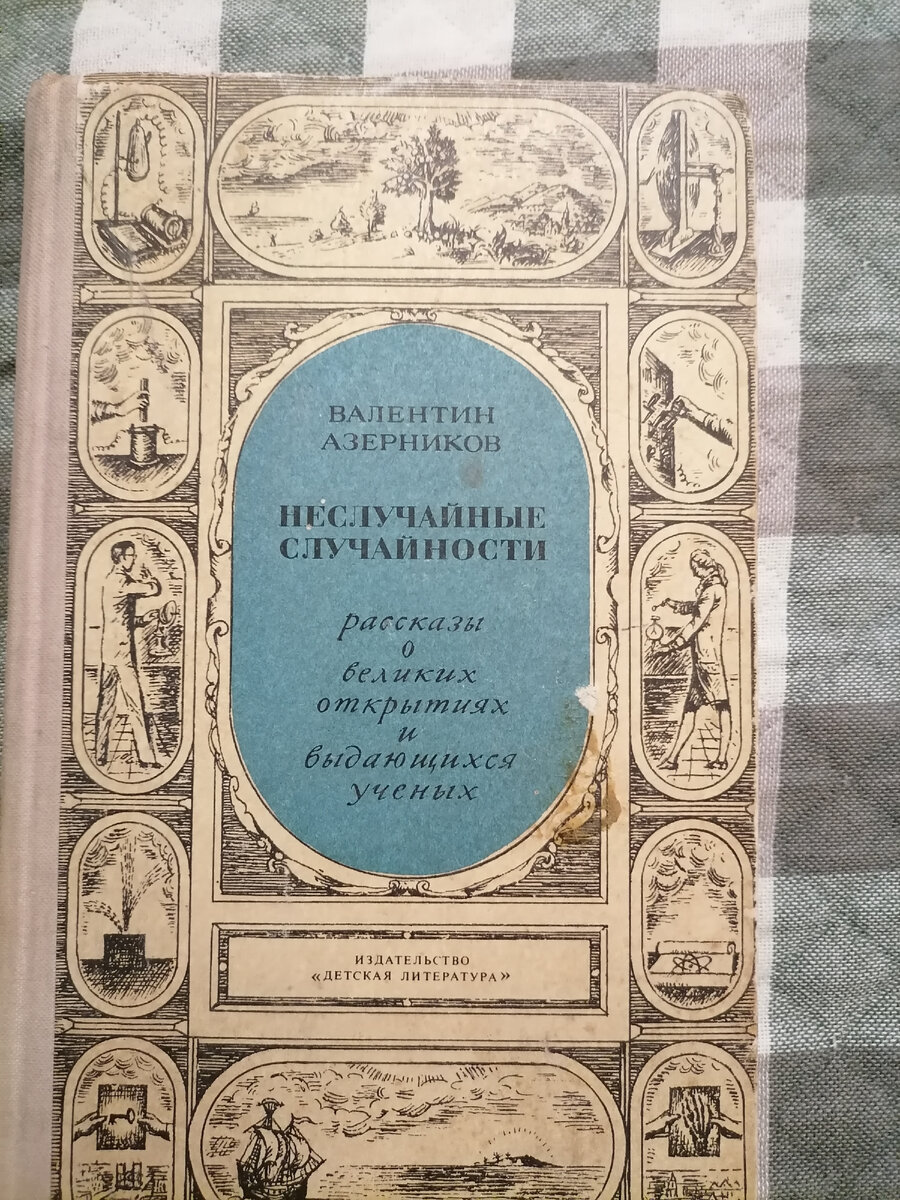 ВАЛЕНТИН
АЗЕРНИКОВ
НЕСЛУЧАЙНЫЕ
СЛУЧАЙНОСТИ
рассказы
о
великих
открытиях
и
выдающихся
ученых
ИЗДАТЕЛЬСТВО
«ДЕТСКАЯ ЛИТЕРАТУРА»